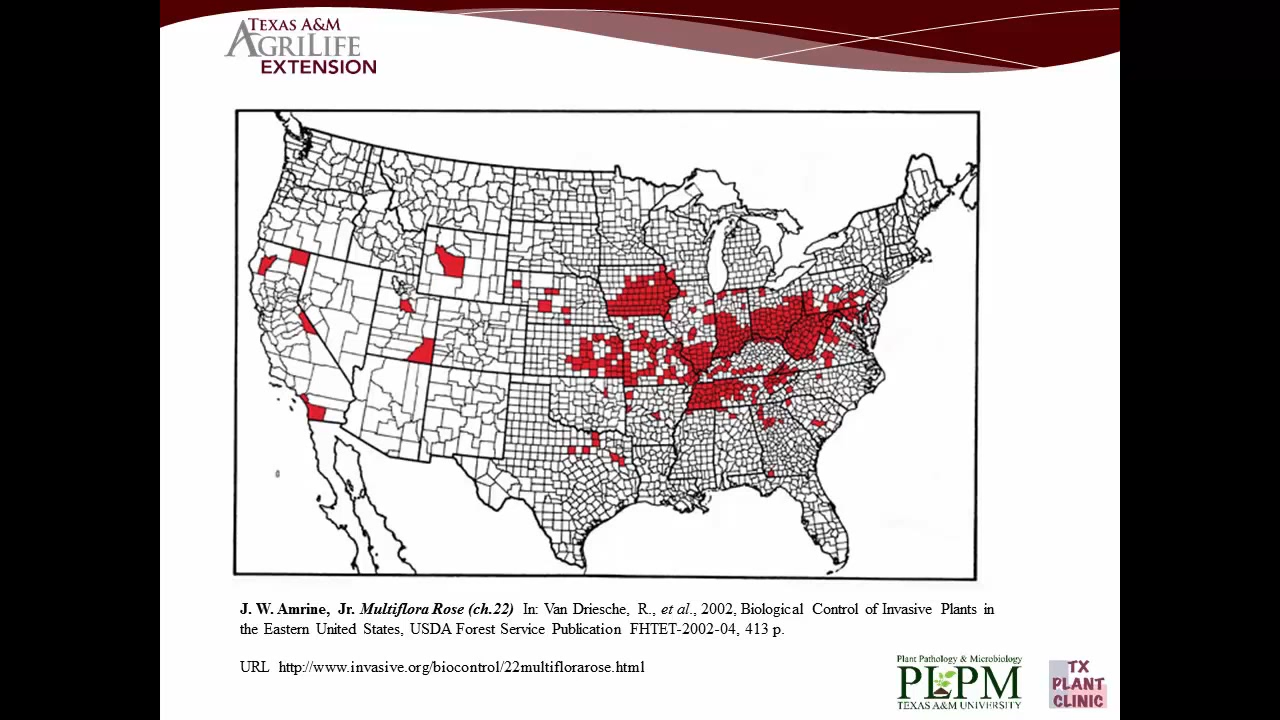 TEXAS A&M
AGRILIFE
EXTENSION
J. W. Amrine, Jr. Multiflora Rose (ch.22) In: Van Driesche, R., et al., 2002, Biological Control of Invasive Plants in
the Eastern United States, USDA Forest Service Publication FHTET-2002-04, 413 p.
URL http://www.invasive.org/biocontrol/22multiflorarose.html
Plant Pathology & Microbiology
PLPM
TEXAS A&M UNIVERSITY
TX
PLANT
CLINIC